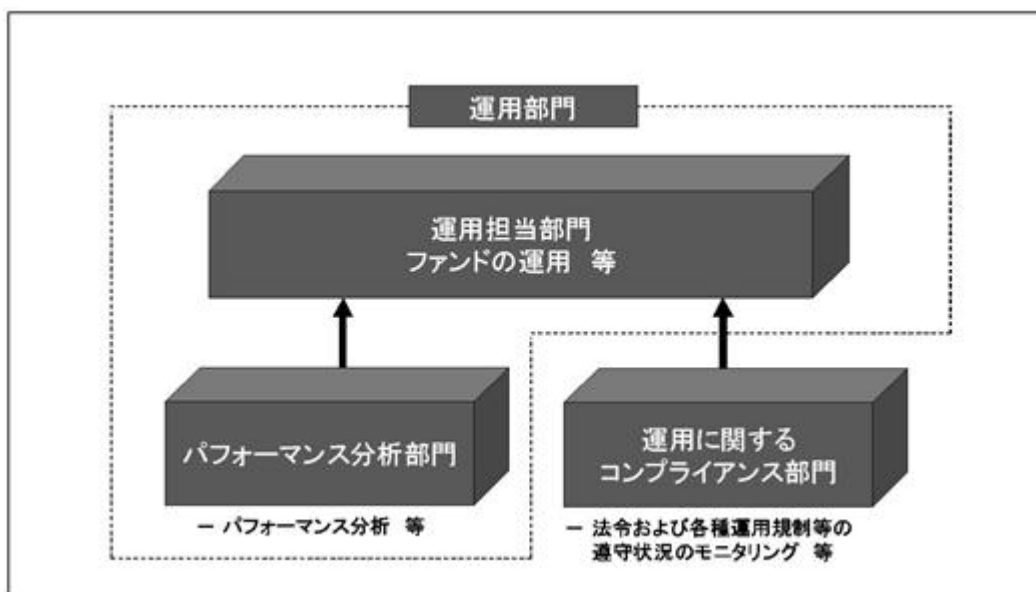 運用部門
運用担当部門
ファンドの運用　等
パフォーマンス分析部門
－ パフォーマンス分析　等
運用に関する
コンプライアンス部門
－ 法令および各種運用規制等の
遵守状況のモニタリング　等